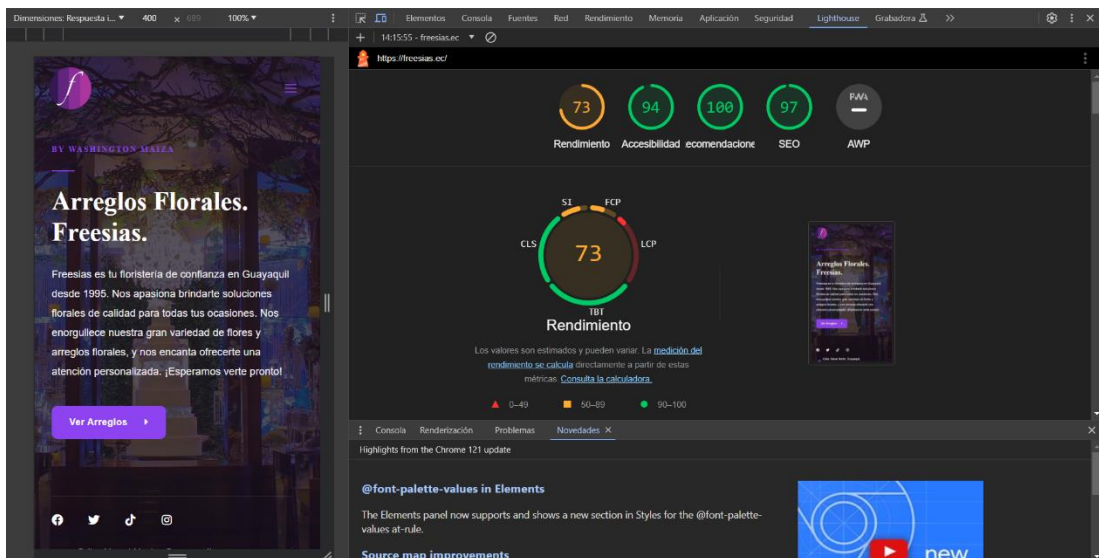 Dimensiones: Respuesta i... ▼ 400 × 689 100% ▼
Elementos Consola Fuentes Red Rendimiento Memoria Aplicación Seguridad Lighthouse Grabadora
14:15:55 - freesias.ec ▼
https://freesias.ec/
f
BY WASHINGTON MAIZA
Arreglos Florales.
Freesias.
Freesias es tu floristería de confianza en Guayaquil
desde 1995. Nos apasiona brindarte soluciones
florales de calidad para todas tus ocasiones. Nos
enorgullece nuestra gran variedad de flores y
arreglos florales, y nos encanta ofrecerte una
atención personalizada. ¡Esperamos verte pronto!
Ver Arreglos
73 94 100 97
Rendimiento Accesibilidad ecomendacione SEO AWP
SI FCP
CLS LCP
73
TBT
Rendimiento
Los valores son estimados y pueden variar. La medición del
rendimiento se calcula directamente a partir de estas
métricas. Consulta la calculadora.
0–49 50–89 90–100
Arreglos Florales.
Freesias.
Ver Arreglos
Consola Renderización Problemas Novedades ×
Highlights from the Chrome 121 update
@font-palette-values in Elements
The Elements panel now supports and shows a new section in Styles for the @font-palette-
values at-rule.
Source map improvements
new